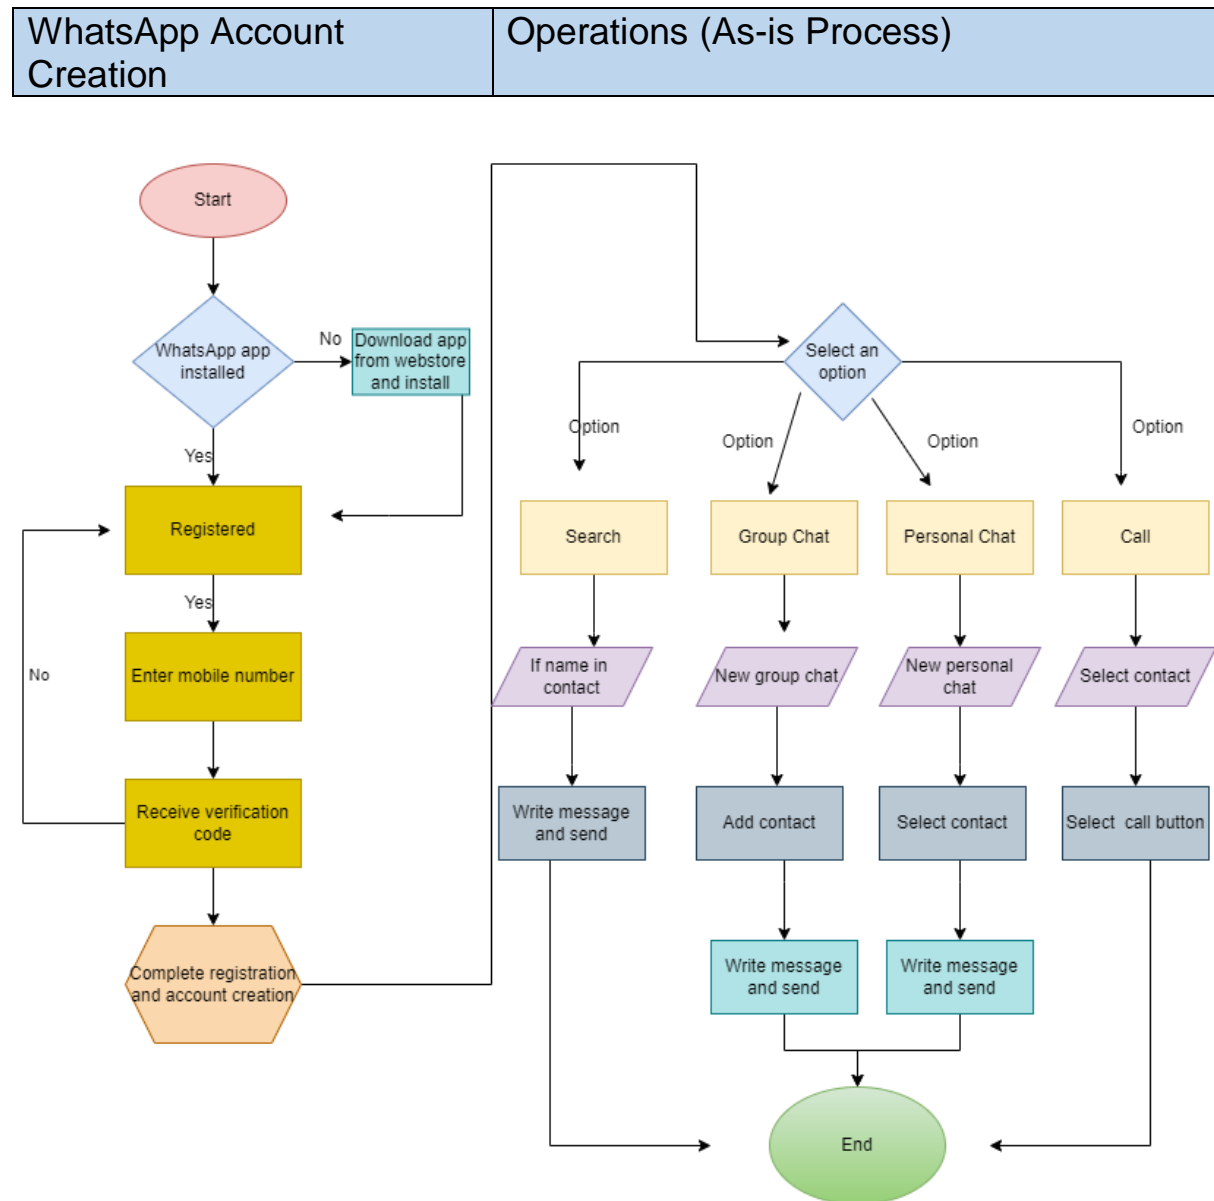 WhatsApp Account
Creation
Operations (As-is Process)
Start
WhatsApp app
installed
No
Download app
from webstore
and install
Yes
Registered
Yes
Enter mobile number
No
Receive verification
code
Complete registration
and account creation
Select an
option
Option
Option
Option
Option
Search
Group Chat
Personal Chat
Call
If name in
contact
New group chat
New personal
chat
Select contact
Write message
and send
Add contact
Select contact
Select call button
Write message
and send
Write message
and send
End